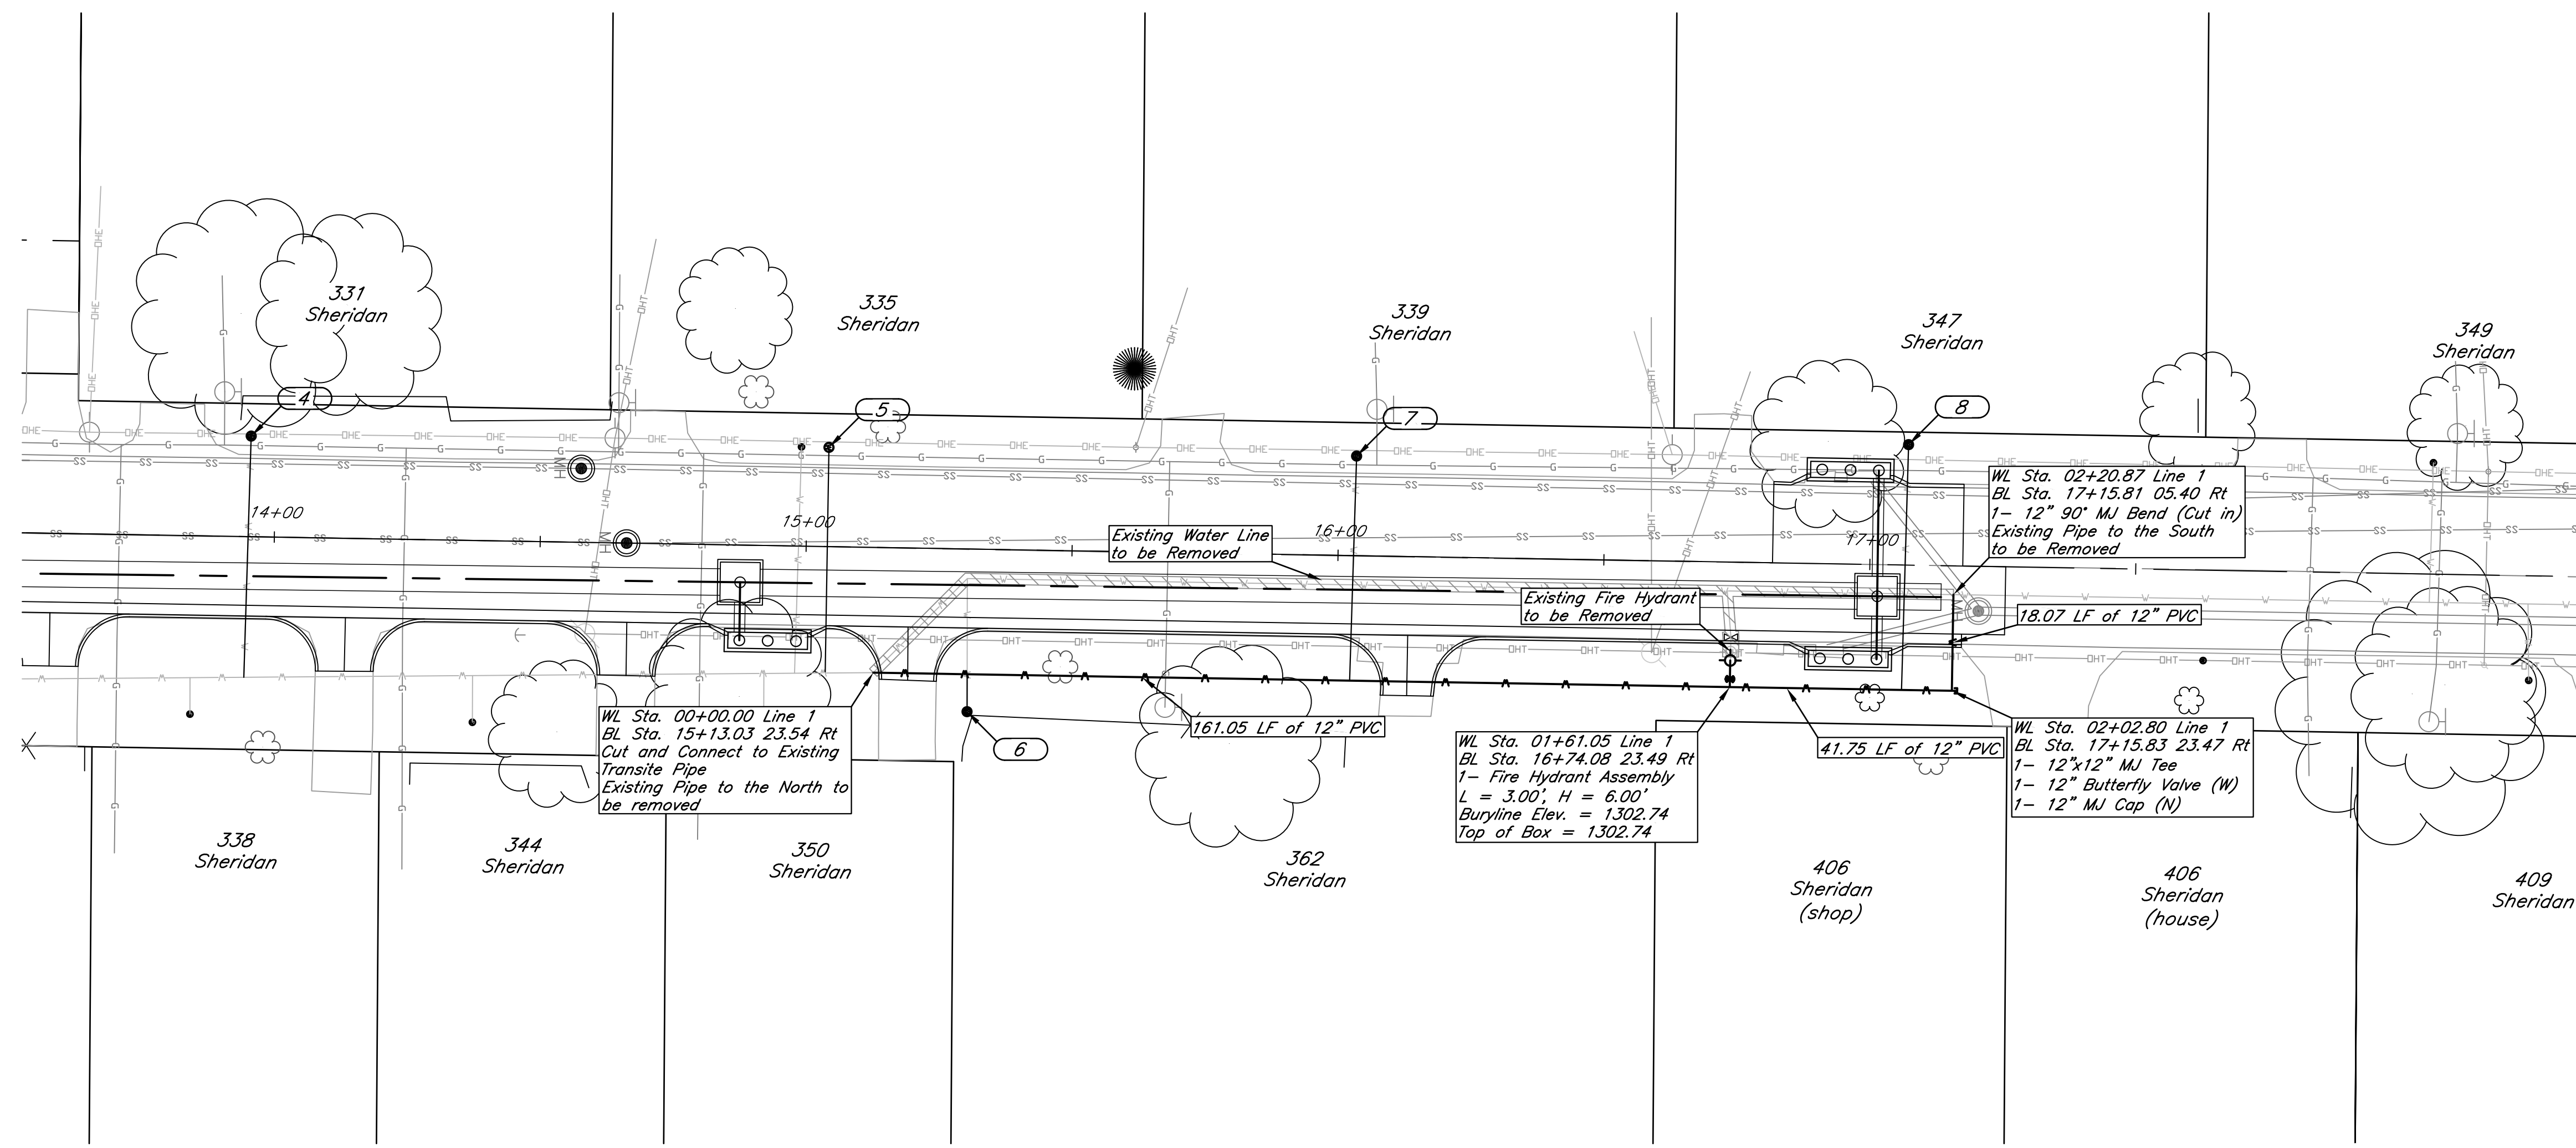 331
Sheridan
335
Sheridan
339
Sheridan
347
Sheridan
349
Sheridan
4
5
7
8
14+00
15+00
16+00
17+00
MH
MH
Existing Water Line
to be Removed
WL Sta. 02+20.87 Line 1
BL Sta. 17+15.81 05.40 Rt
1- 12" 90° MJ Bend (Cut in)
Existing Pipe to the South
to be Removed
Existing Fire Hydrant
to be Removed
18.07 LF of 12" PVC
WL Sta. 00+00.00 Line 1
BL Sta. 15+13.03 23.54 Rt
Cut and Connect to Existing
Transite Pipe
Existing Pipe to the North to
be removed
6
161.05 LF of 12" PVC
WL Sta. 01+61.05 Line 1
BL Sta. 16+74.08 23.49 Rt
1- Fire Hydrant Assembly
L = 3.00', H = 6.00'
Buryline Elev. = 1302.74
Top of Box = 1302.74
41.75 LF of 12" PVC
WL Sta. 02+02.80 Line 1
BL Sta. 17+15.83 23.47 Rt
1- 12"x12" MJ Tee
1- 12" Butterfly Valve (W)
1- 12" MJ Cap (N)
338
Sheridan
344
Sheridan
350
Sheridan
362
Sheridan
406
Sheridan
(shop)
406
Sheridan
(house)
409
Sheridan